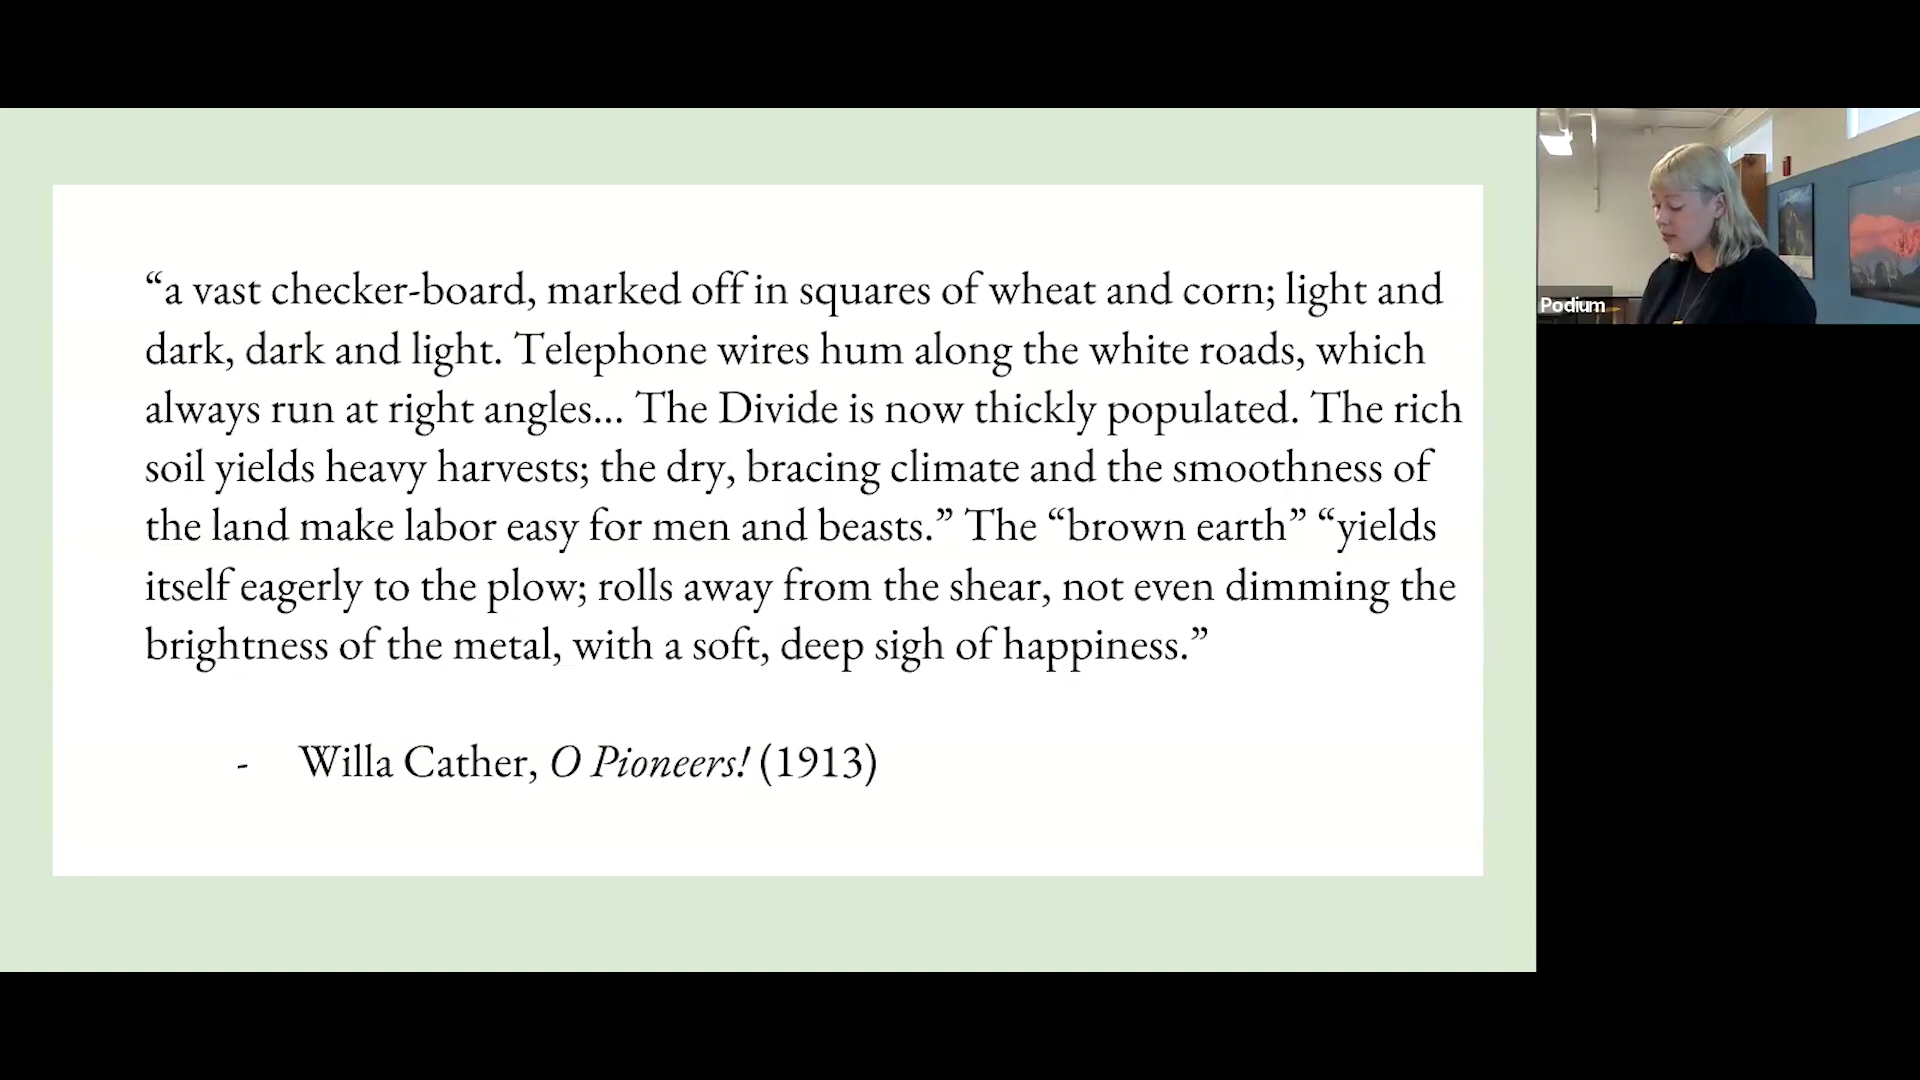 “a vast checker-board, marked off in squares of wheat and corn; light and
dark, dark and light. Telephone wires hum along the white roads, which
always run at right angles... The Divide is now thickly populated. The rich
soil yields heavy harvests; the dry, bracing climate and the smoothness of
the land make labor easy for men and beasts.” The “brown earth” “yields
itself eagerly to the plow; rolls away from the shear, not even dimming the
brightness of the metal, with a soft, deep sigh of happiness.”
- Willa Cather, O Pioneers! (1913)
Podium